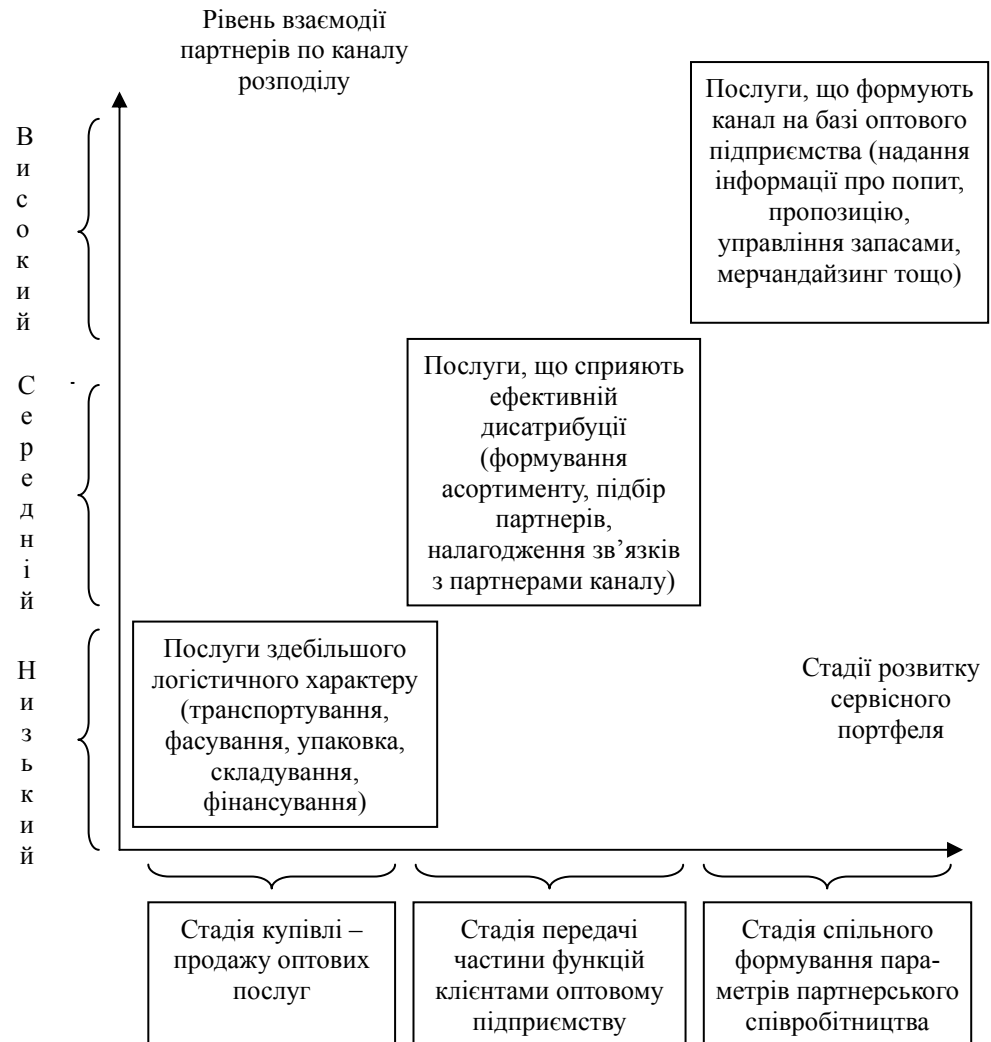 Рівень взаємодії
партнерів по каналу
розподілу
Високий
Послуги, що формують
канал на базі оптового
підприємства (надання
інформації про попит,
пропозицію,
управління запасами,
мерчандайзинг тощо)
Середній
Послуги, що сприяють
ефективній
дисатрибуції
(формування
асортименту, підбір
партнерів,
налагодження зв’язків
з партнерами каналу)
Низький
Послуги здебільшого
логістичного характеру
(транспортування,
фасування, упаковка,
складування,
фінансування)
Стадії розвитку
сервісного
портфеля
Стадія купівлі –
продажу оптових
послуг
Стадія передачі
частини функцій
клієнтами оптовому
підприємству
Стадія спільного
формування пара-
метрів партнерського
співробітництва